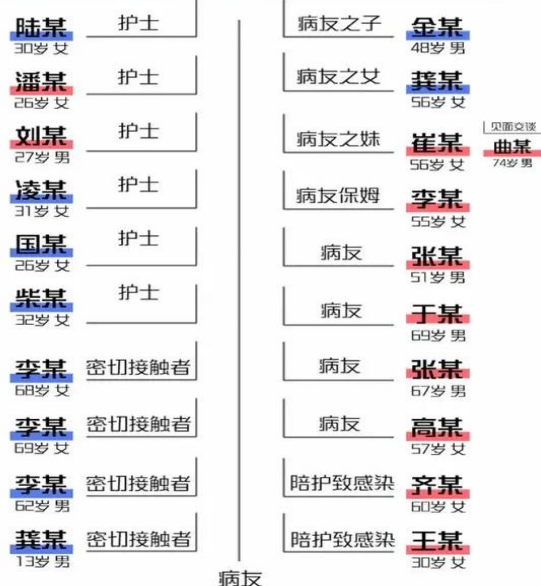 陆某
护士
30岁 女
潘某
护士
26岁 女
刘某
护士
27岁 男
凌某
护士
31岁 女
国某
护士
26岁 女
柴某
护士
32岁 女
李某
密切接触者
68岁 女
李某
密切接触者
69岁 女
李某
密切接触者
62岁 男
龚某
密切接触者
13岁 男
病友之子
金某
48岁 男
病友之女
龚某
56岁 女
病友之妹
崔某
56岁 女
见面交谈
曲某
74岁 男
病友保姆
李某
55岁 女
病友
张某
51岁 男
病友
于某
69岁 男
病友
张某
67岁 男
病友
高某
57岁 女
陪护致感染
齐某
60岁 女
陪护致感染
王某
30岁 女
病友